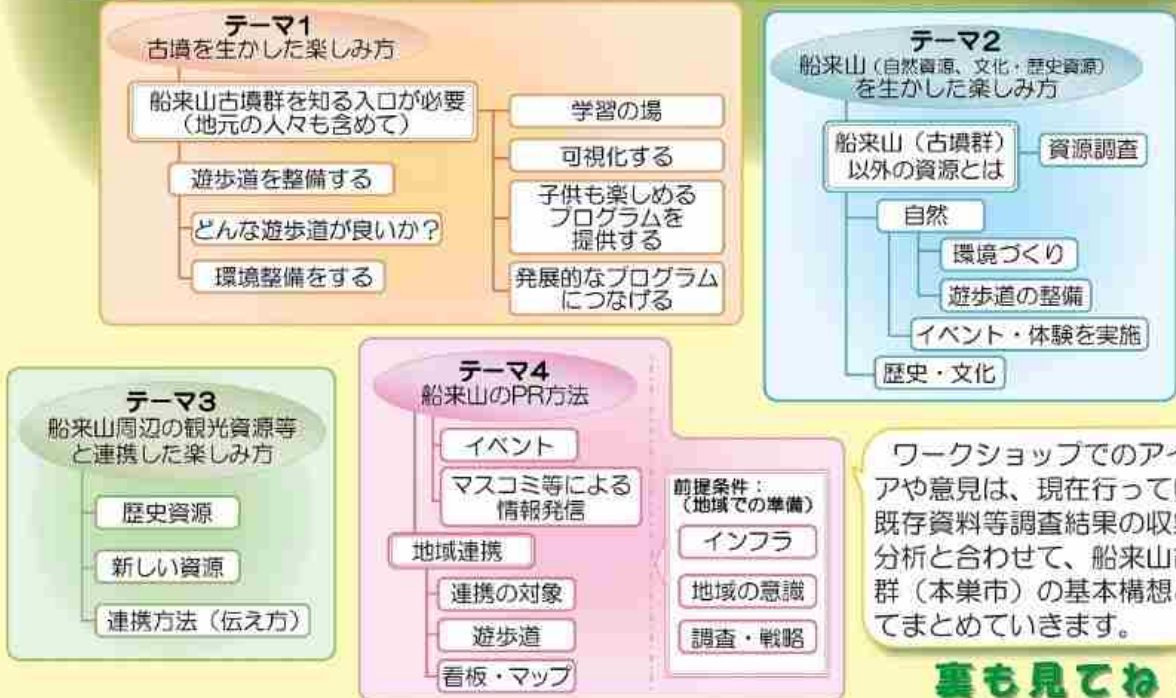 テーマ1
古墳を生かした楽しみ方
船来山古墳群を知る入口が必要
（地元の人々も含めて）
遊歩道を整備する
どんな遊歩道が良いか？
環境整備をする
学習の場
可視化する
子供も楽しめる
プログラムを
提供する
発展的なプログラム
につなげる
テーマ2
船来山（自然資源、文化・歴史資源）
を生かした楽しみ方
船来山（古墳群）
以外の資源とは
資源調査
自然
環境づくり
遊歩道の整備
イベント・体験を実施
歴史・文化
テーマ3
船来山周辺の観光資源等
と連携した楽しみ方
歴史資源
新しい資源
連携方法（伝え方）
テーマ4
船来山のPR方法
イベント
マスコミ等による
情報発信
地域連携
連携の対象
遊歩道
看板・マップ
前提条件：
（地域での準備）
インフラ
地域の意識
調査・戦略
ワークショップでのア
アや意見は、現在行って
既存資料等調査結果の収
分析と合わせて、船来山
群（本巣市）の基本構想
てまとめていきます。
裏も見てね